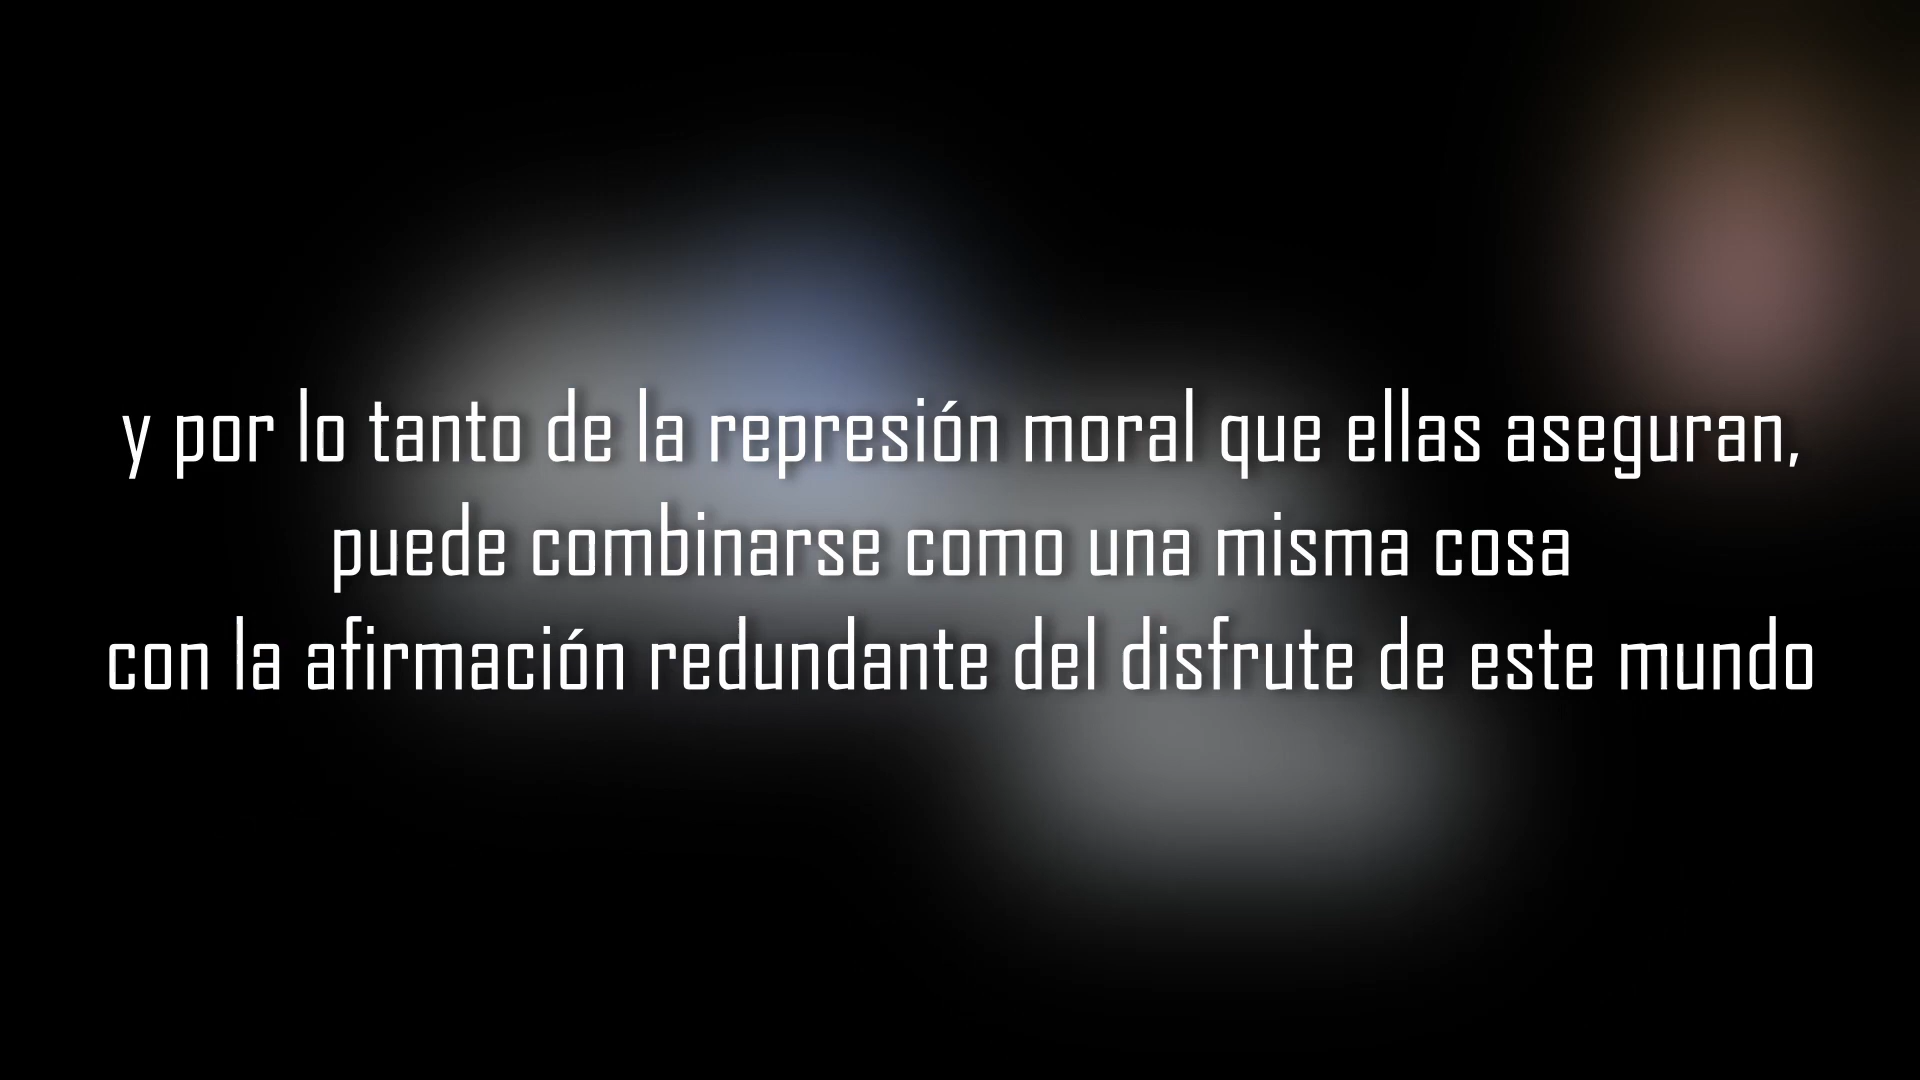 y por lo tanto de la represión moral que ellas aseguran,
puede combinarse como una misma cosa
con la afirmación redundante del disfrute de este mundo